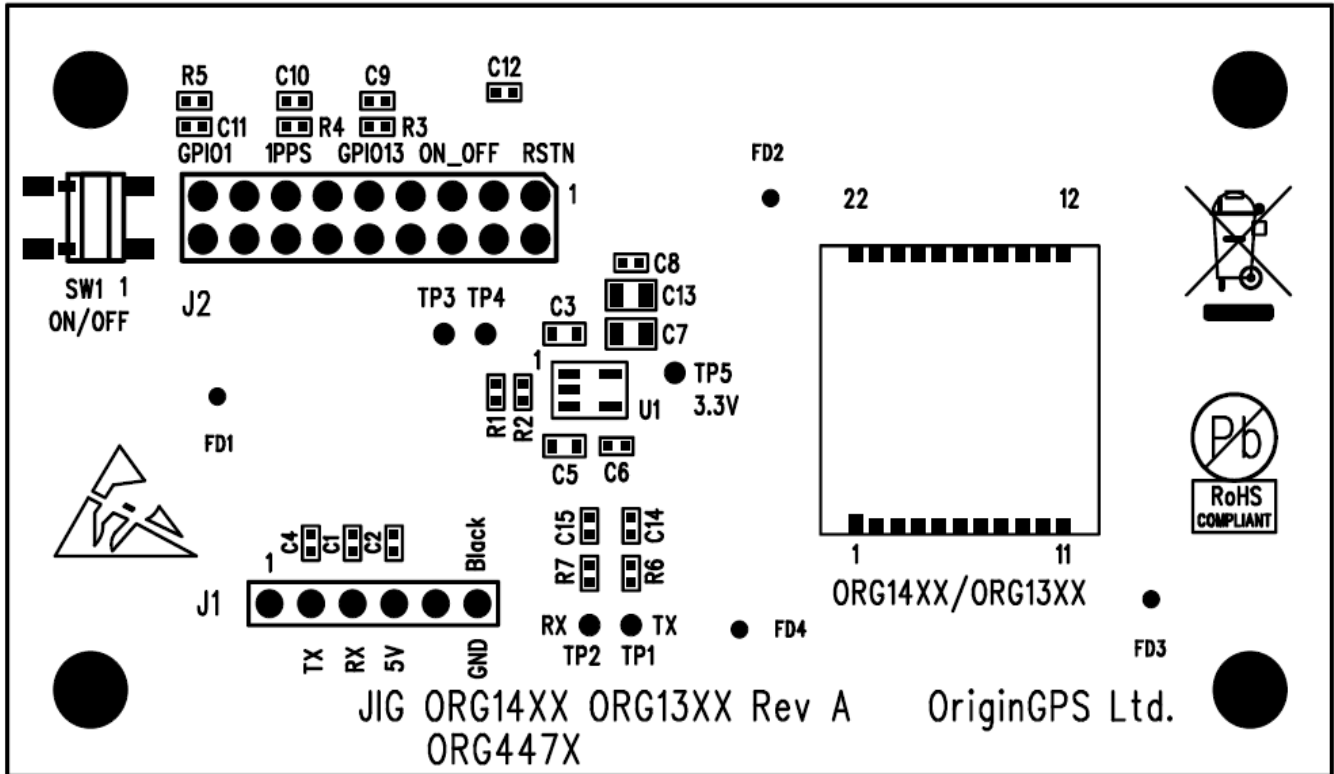 R5 C10 C9 C12
C11 R4 R3
GPIO1 1PPS GPIO13 ON_OFF RSTN
1
FD2
22 12
SW1 1
ON/OFF
J2
TP3 TP4
C8
C13
C3
C7
1
TP5
3.3V
R1 R2
U1
C5 C6
FD1
Pb
RoHS
COMPLIANT
C4 C1 C2
Black
1
C15 C14
R7 R6
J1
TX RX 5V GND
RX TX
TP2 TP1
FD4
1 11
ORG14XX/ORG13XX
FD3
JIG ORG14XX ORG13XX Rev A OriginGPS Ltd.
ORG447X